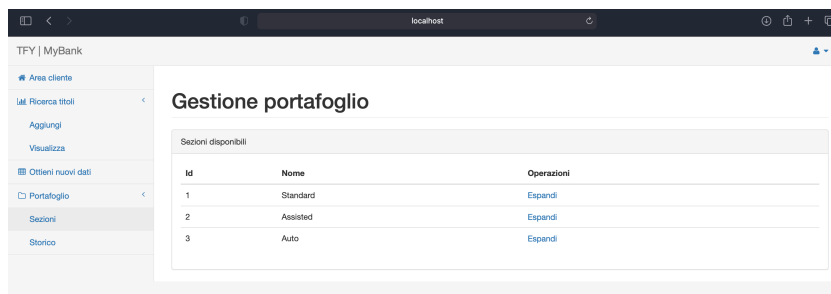 localhost
TFY | MyBank
Area cliente
Ricerca titoli
Aggiungi
Visualizza
Ottieni nuovi dati
Portafoglio
Sezioni
Storico
Gestione portafoglio
Sezioni disponibili
Id Nome Operazioni
1 Standard Espandi
2 Assisted Espandi
3 Auto Espandi